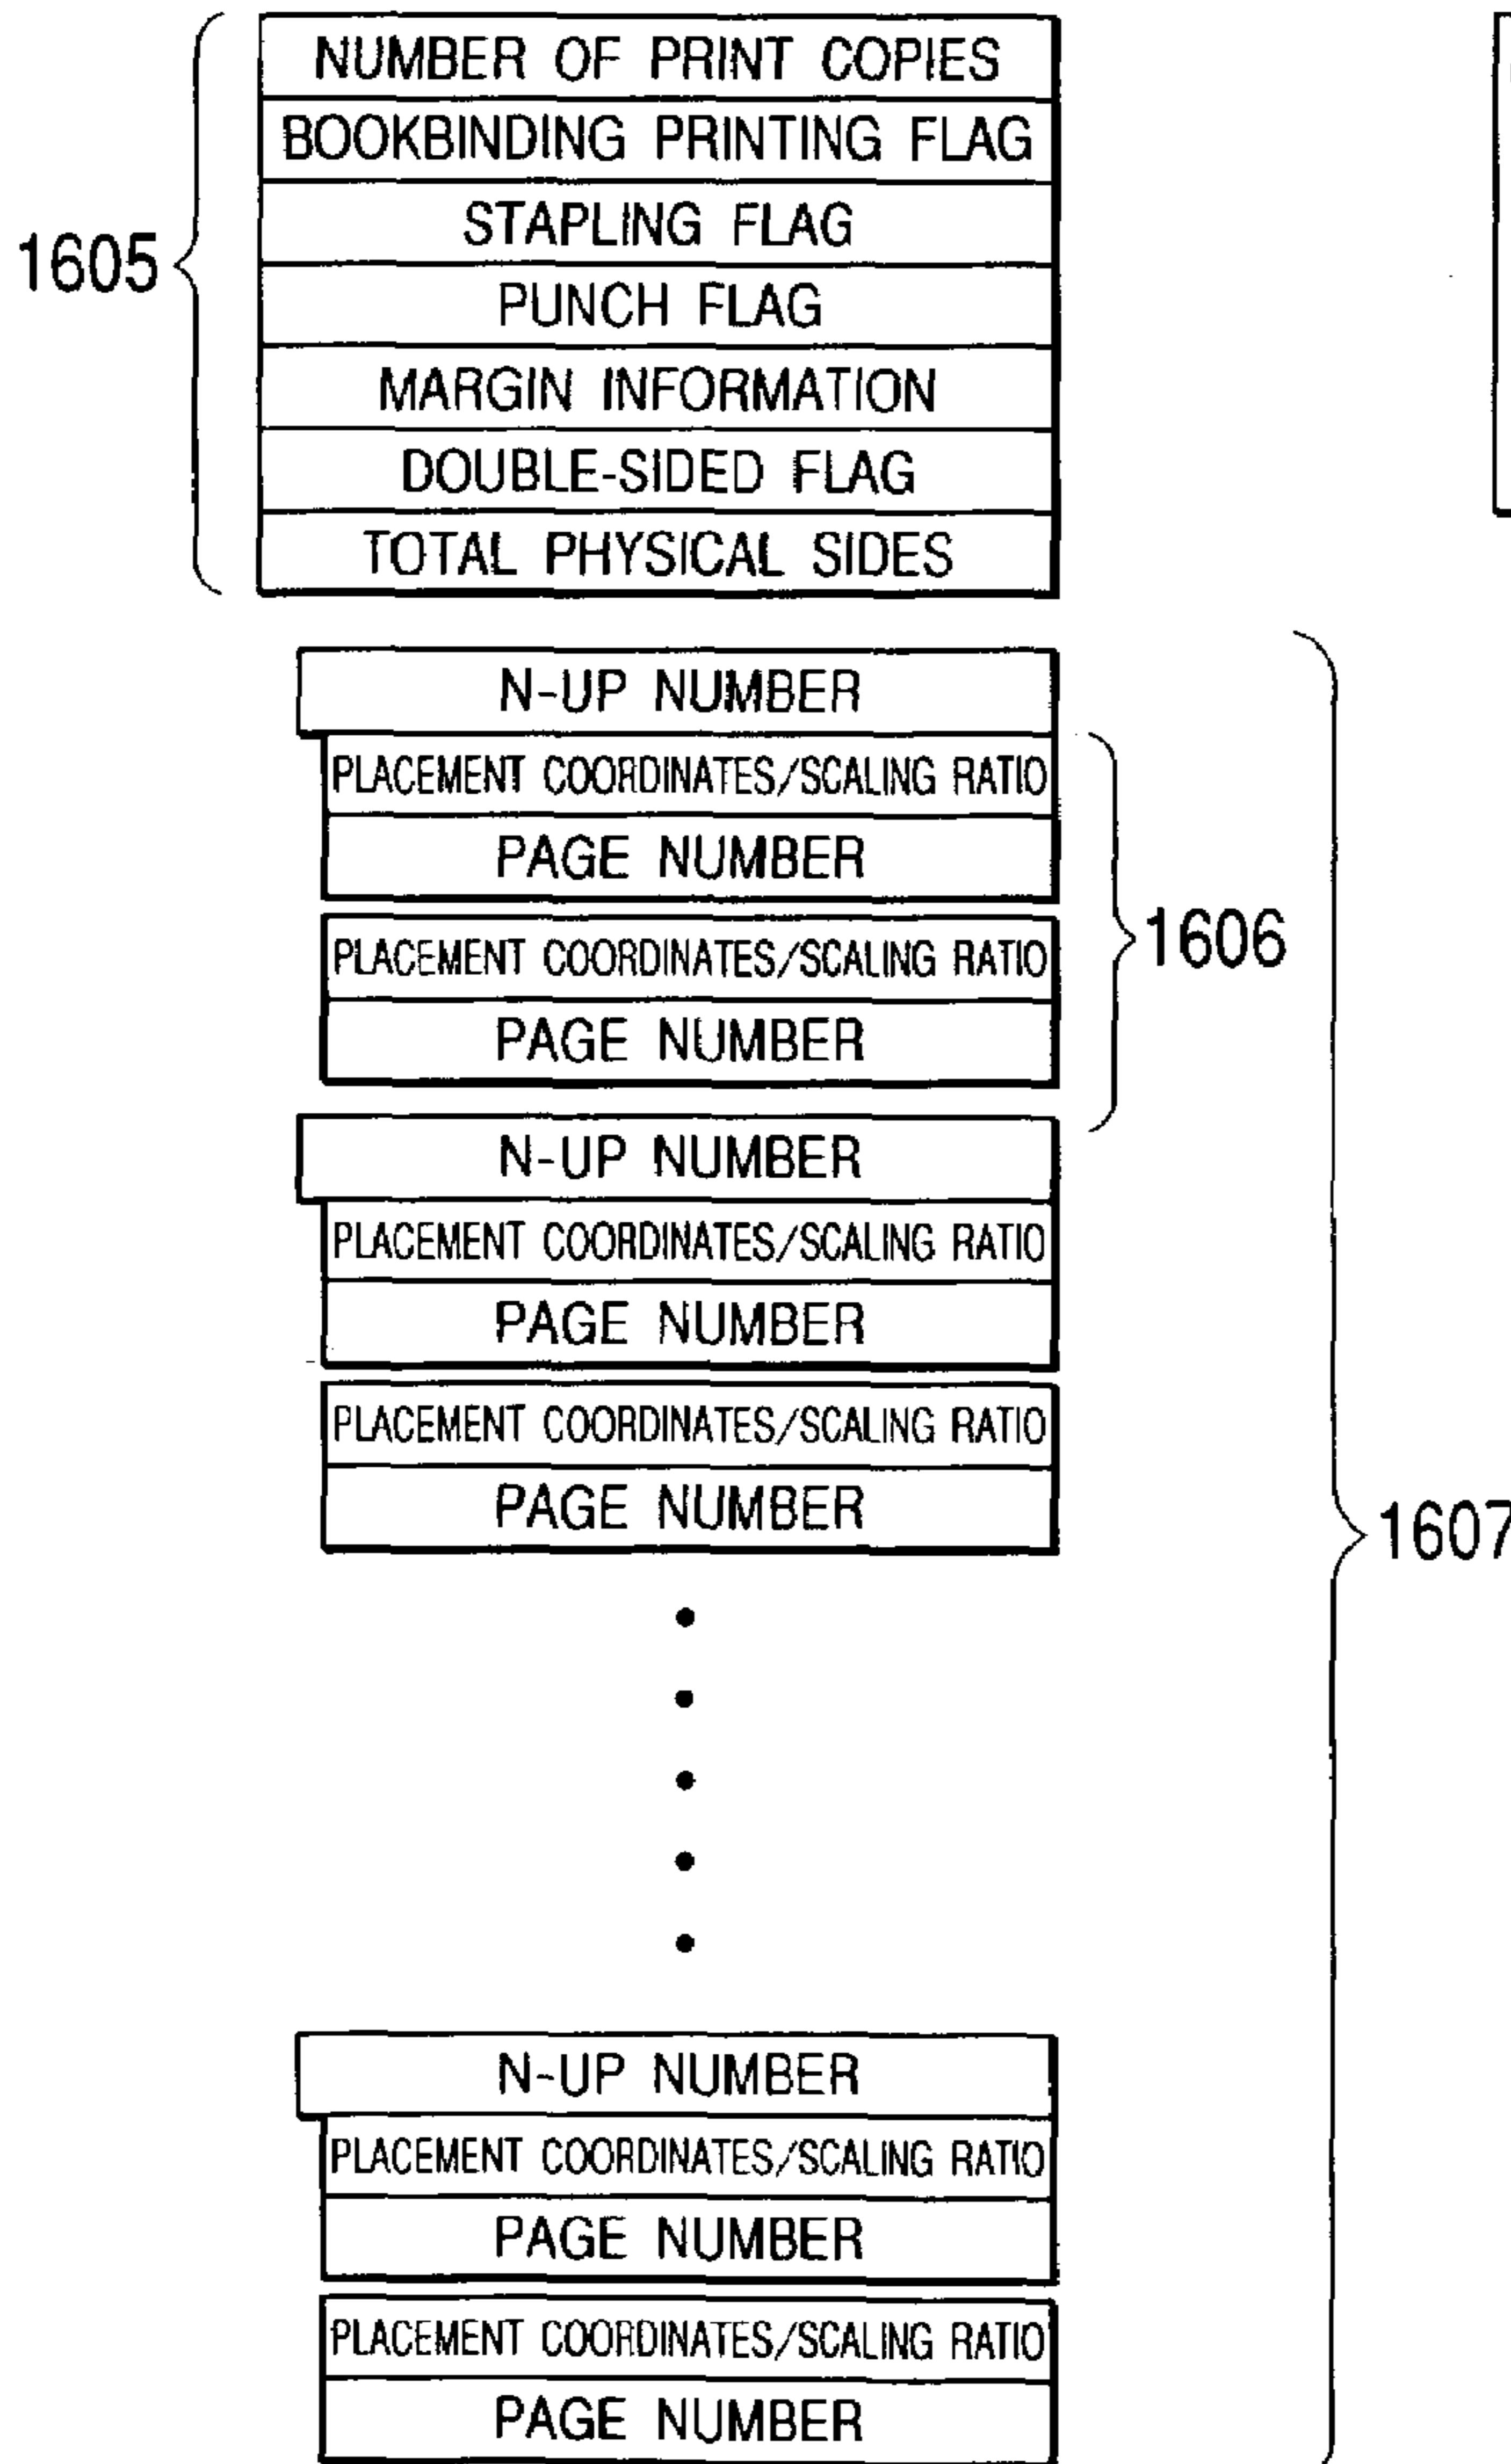 NUMBER OF PRINT COPIES
BOOKBINDING PRINTING FLAG
STAPLING FLAG
1605
PUNCH FLAG
MARGIN INFORMATION
DOUBLE-SIDED FLAG
TOTAL PHYSICAL SIDES
N-UP NUMBER
PLACEMENT COORDINATES/SCALING RATIO
PAGE NUMBER
1606
PLACEMENT COORDINATES/SCALING RATIO
PAGE NUMBER
N-UP NUMBER
PLACEMENT COORDINATES/SCALING RATIO
PAGE NUMBER
PLACEMENT COORDINATES/SCALING RATIO
PAGE NUMBER
1607
N-UP NUMBER
PLACEMENT COORDINATES/SCALING RATIO
PAGE NUMBER
PLACEMENT COORDINATES/SCALING RATIO
PAGE NUMBER